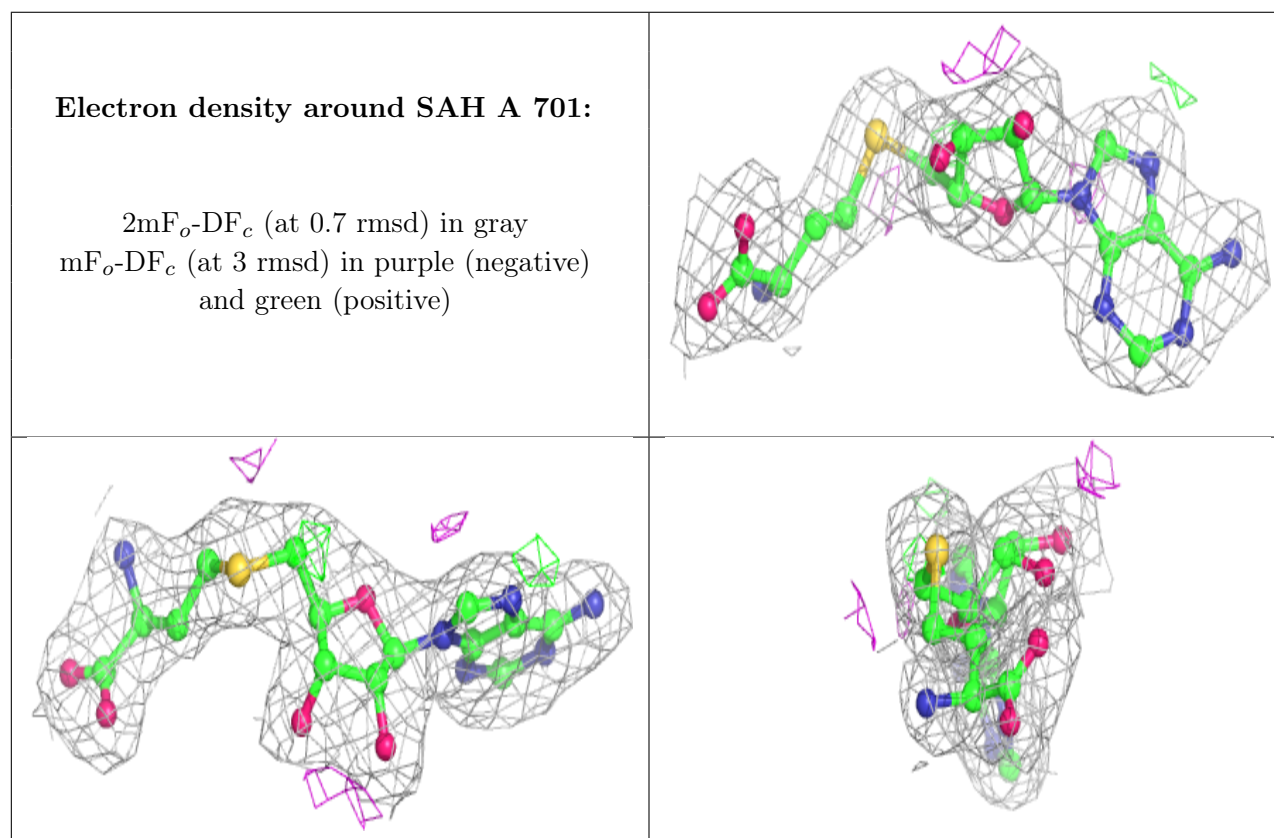 Electron density around SAH A 701:
2mFₒ-DF𝒸 (at 0.7 rmsd) in gray
mFₒ-DF𝒸 (at 3 rmsd) in purple (negative)
and green (positive)